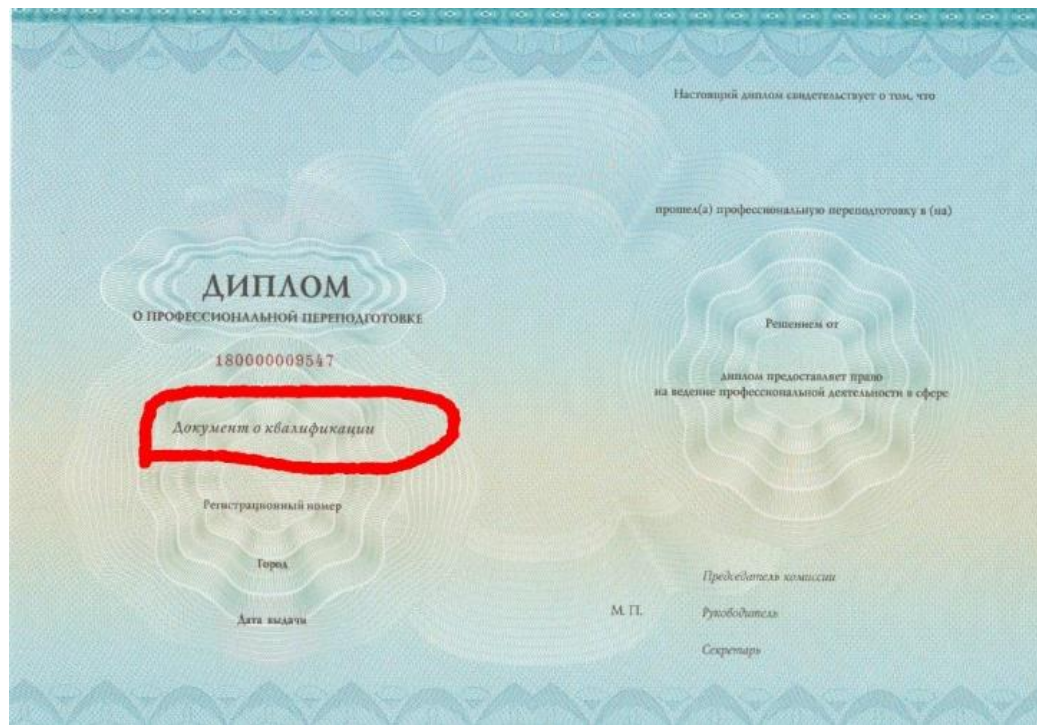 ДИПЛОМ
О ПРОФЕССИОНАЛЬНОЙ ПЕРЕПОДГОТОВКЕ
180000009547
Документ о квалификации
Регистрационный номер
Город
Дата выдачи
Настоящий диплом свидетельствует о том, что
прошел(а) профессиональную переподготовку в (на)
Решением от
диплом предоставляет право
на ведение профессиональной деятельности в сфере
М. П.
Председатель комиссии
Руководитель
Секретарь